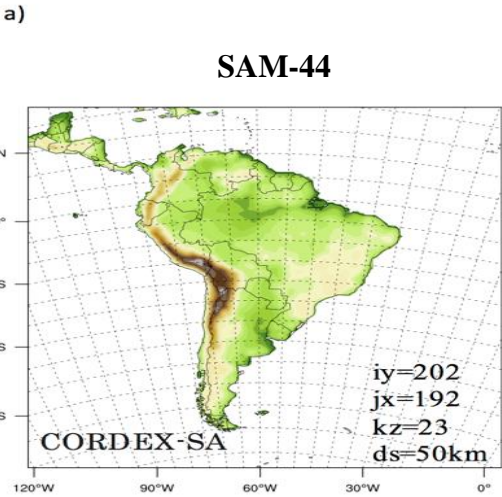 a)
SAM-44
N
°
S
S
S
iy=202
jx=192
kz=23
ds=50km
CORDEX-SA
120°W 90°W 60°W 30°W 0°